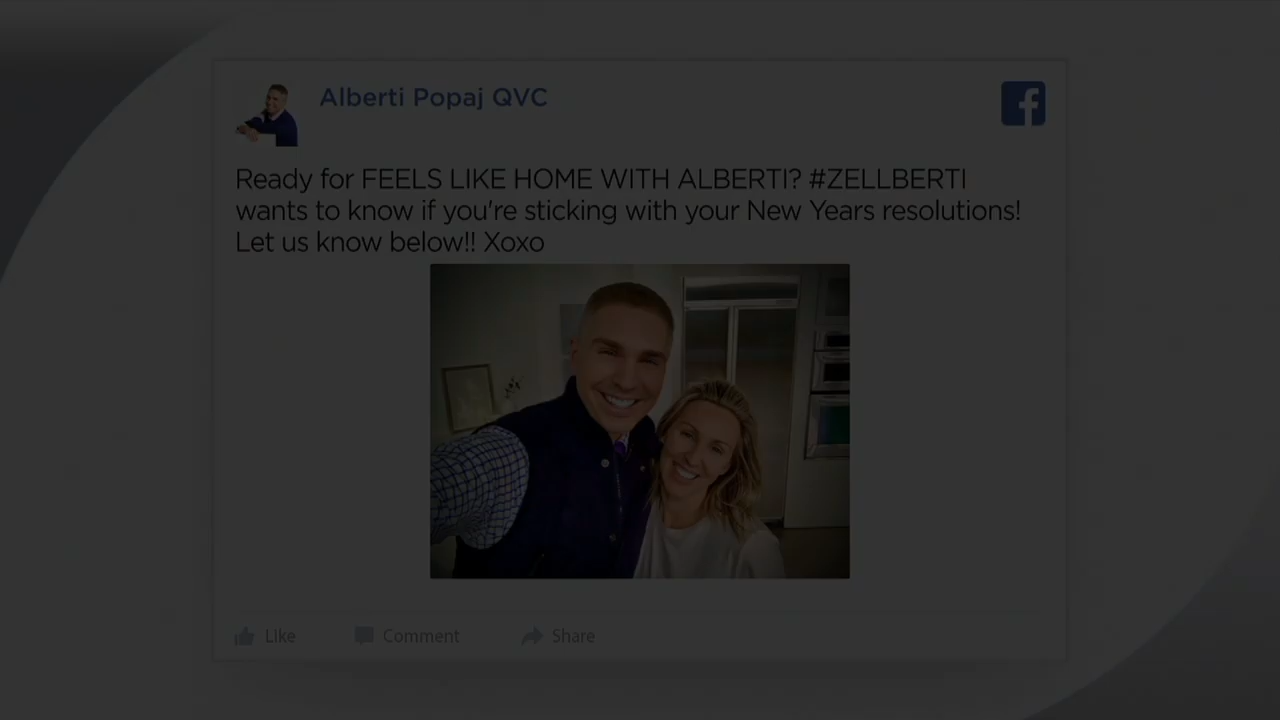 Alberti Popaj QVC
Ready for FEELS LIKE HOME WITH ALBERTI? #ZELLBERTI
wants to know if you're sticking with your New Years resolutions!
Let us know below!! Xoxo
Like Comment Share